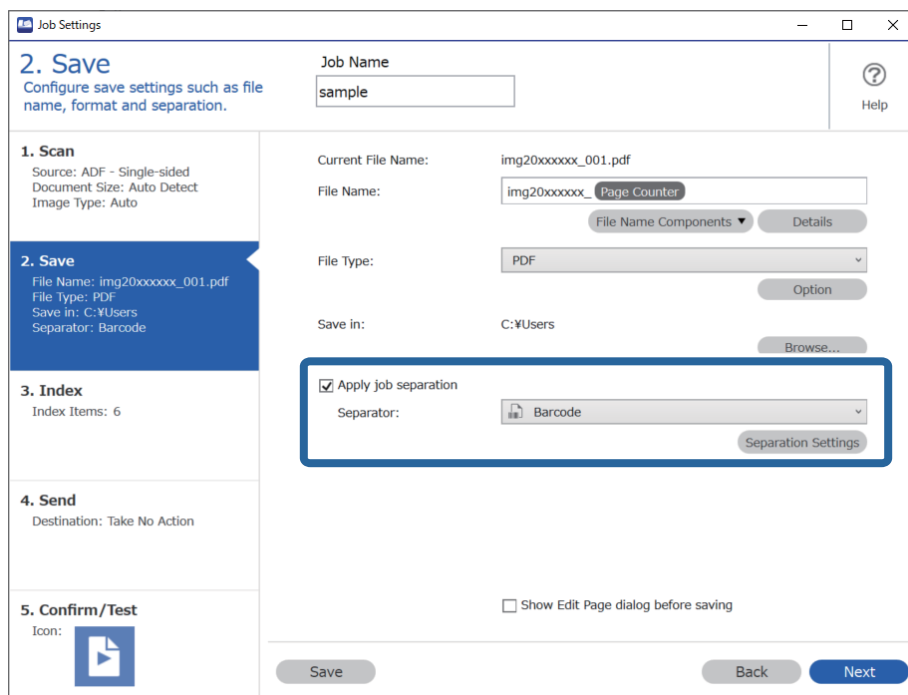 Job Settings
2. Save
Configure save settings such as file
name, format and separation.
Job Name
sample
Help
1. Scan
Source: ADF - Single-sided
Document Size: Auto Detect
Image Type: Auto
2. Save
File Name: img20xxxxxx_001.pdf
File Type: PDF
Save in: C:¥Users
Separator: Barcode
3. Index
Index Items: 6
4. Send
Destination: Take No Action
5. Confirm/Test
Icon:
Current File Name: img20xxxxxx_001.pdf
File Name: img20xxxxxx_ Page Counter
File Name Components ▼ Details
File Type: PDF
Option
Save in: C:¥Users
Browse...
Apply job separation
Separator: Barcode
Separation Settings
Show Edit Page dialog before saving
Save Back Next